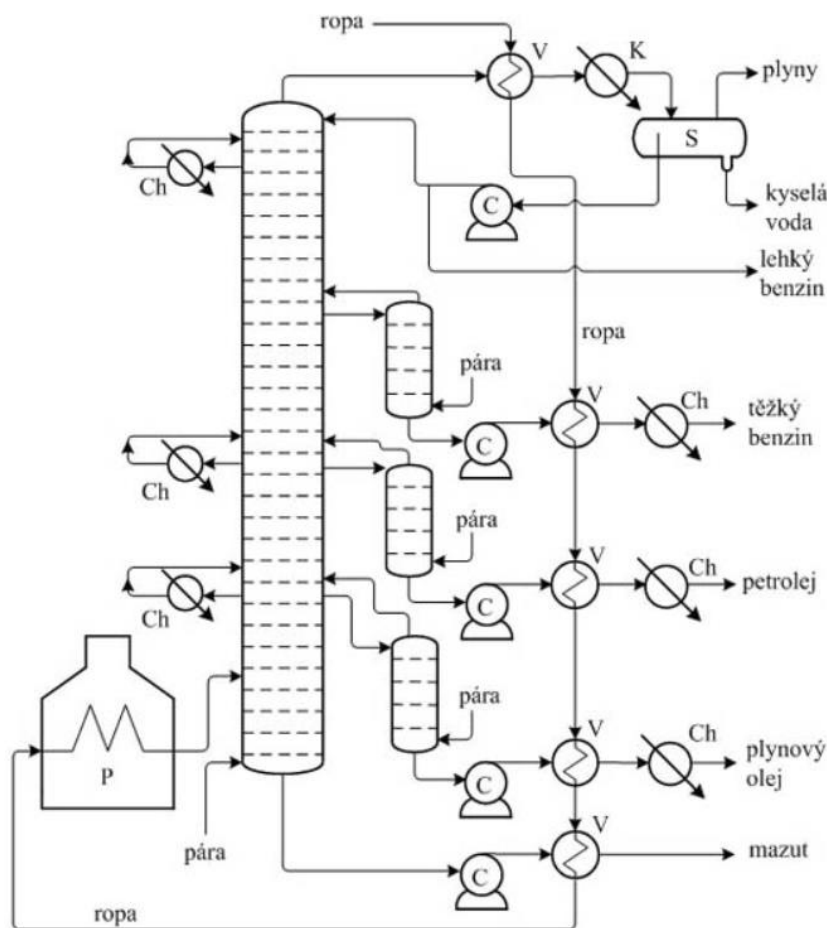 ropa
V
K
plyny
S
Ch
C
kyselá
voda
lehký
benzin
ropa
pára
V
Ch
těžký
benzin
C
Ch
pára
V
Ch
petrolej
C
Ch
pára
V
Ch
plynový
olej
P
C
pára
V
mazut
C
ropa